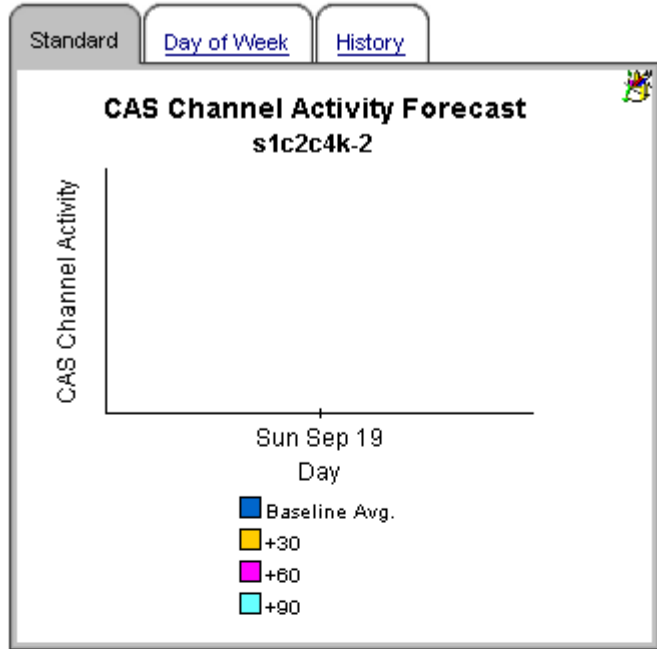 Standard
Day of Week
History
CAS Channel Activity Forecast
s1c2c4k-2
CAS Channel Activity
Sun Sep 19
Day
Baseline Avg.
+30
+60
+90